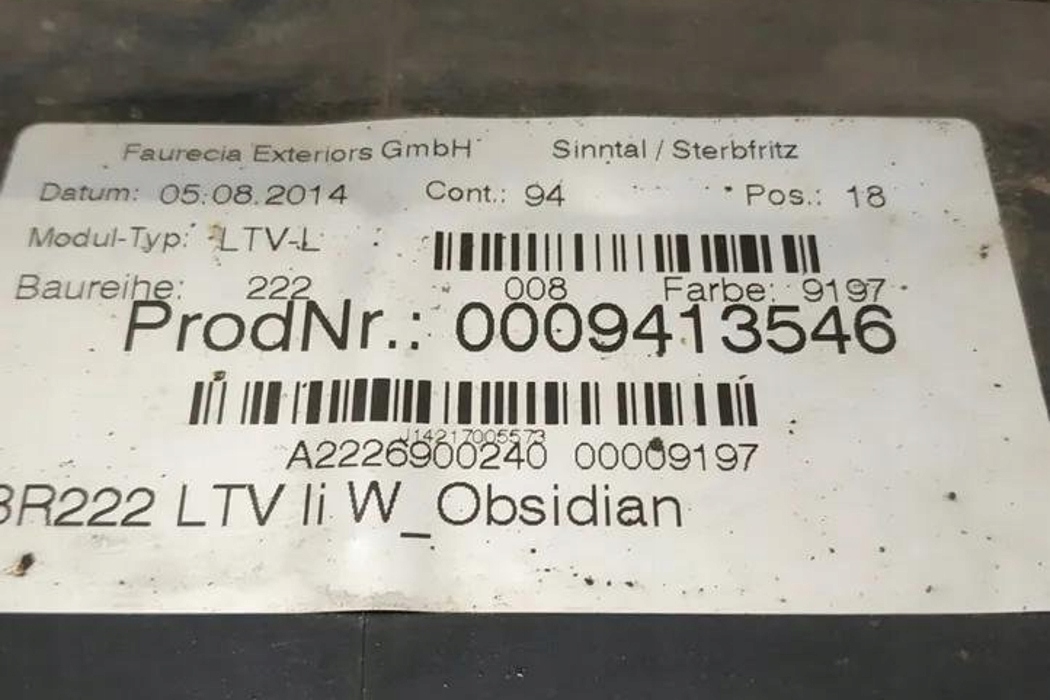 Faurecia Exteriors GmbH Sinntal / Sterbfritz
Datum: 05.08.2014 Cont.: 94 Pos.: 18
Modul-Typ: LTV-L
Baureihe: 222 008 Farbe: 9197
ProdNr.: 0009413546
J14217005573
A2226900240 00009197
BR222 LTV li W_Obsidian